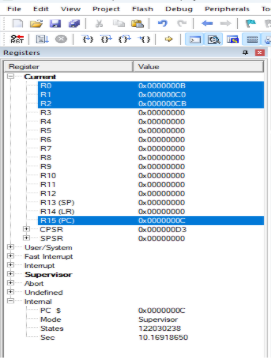 File Edit View Project Flash Debug Peripherals To
RST
Registers
Register Value
Current
R0 0x0000000B
R1 0x000000C0
R2 0x000000CB
R3 0x00000000
R4 0x00000000
R5 0x00000000
R6 0x00000000
R7 0x00000000
R8 0x00000000
R9 0x00000000
R10 0x00000000
R11 0x00000000
R12 0x00000000
R13 (SP) 0x00000000
R14 (LR) 0x00000000
R15 (PC) 0x0000000C
CPSR 0x000000D3
SPSR 0x00000000
User/System
Fast Interrupt
Interrupt
Supervisor
Abort
Undefined
Internal
PC $ 0x0000000C
Mode Supervisor
States 122030238
Sec 10.16918650